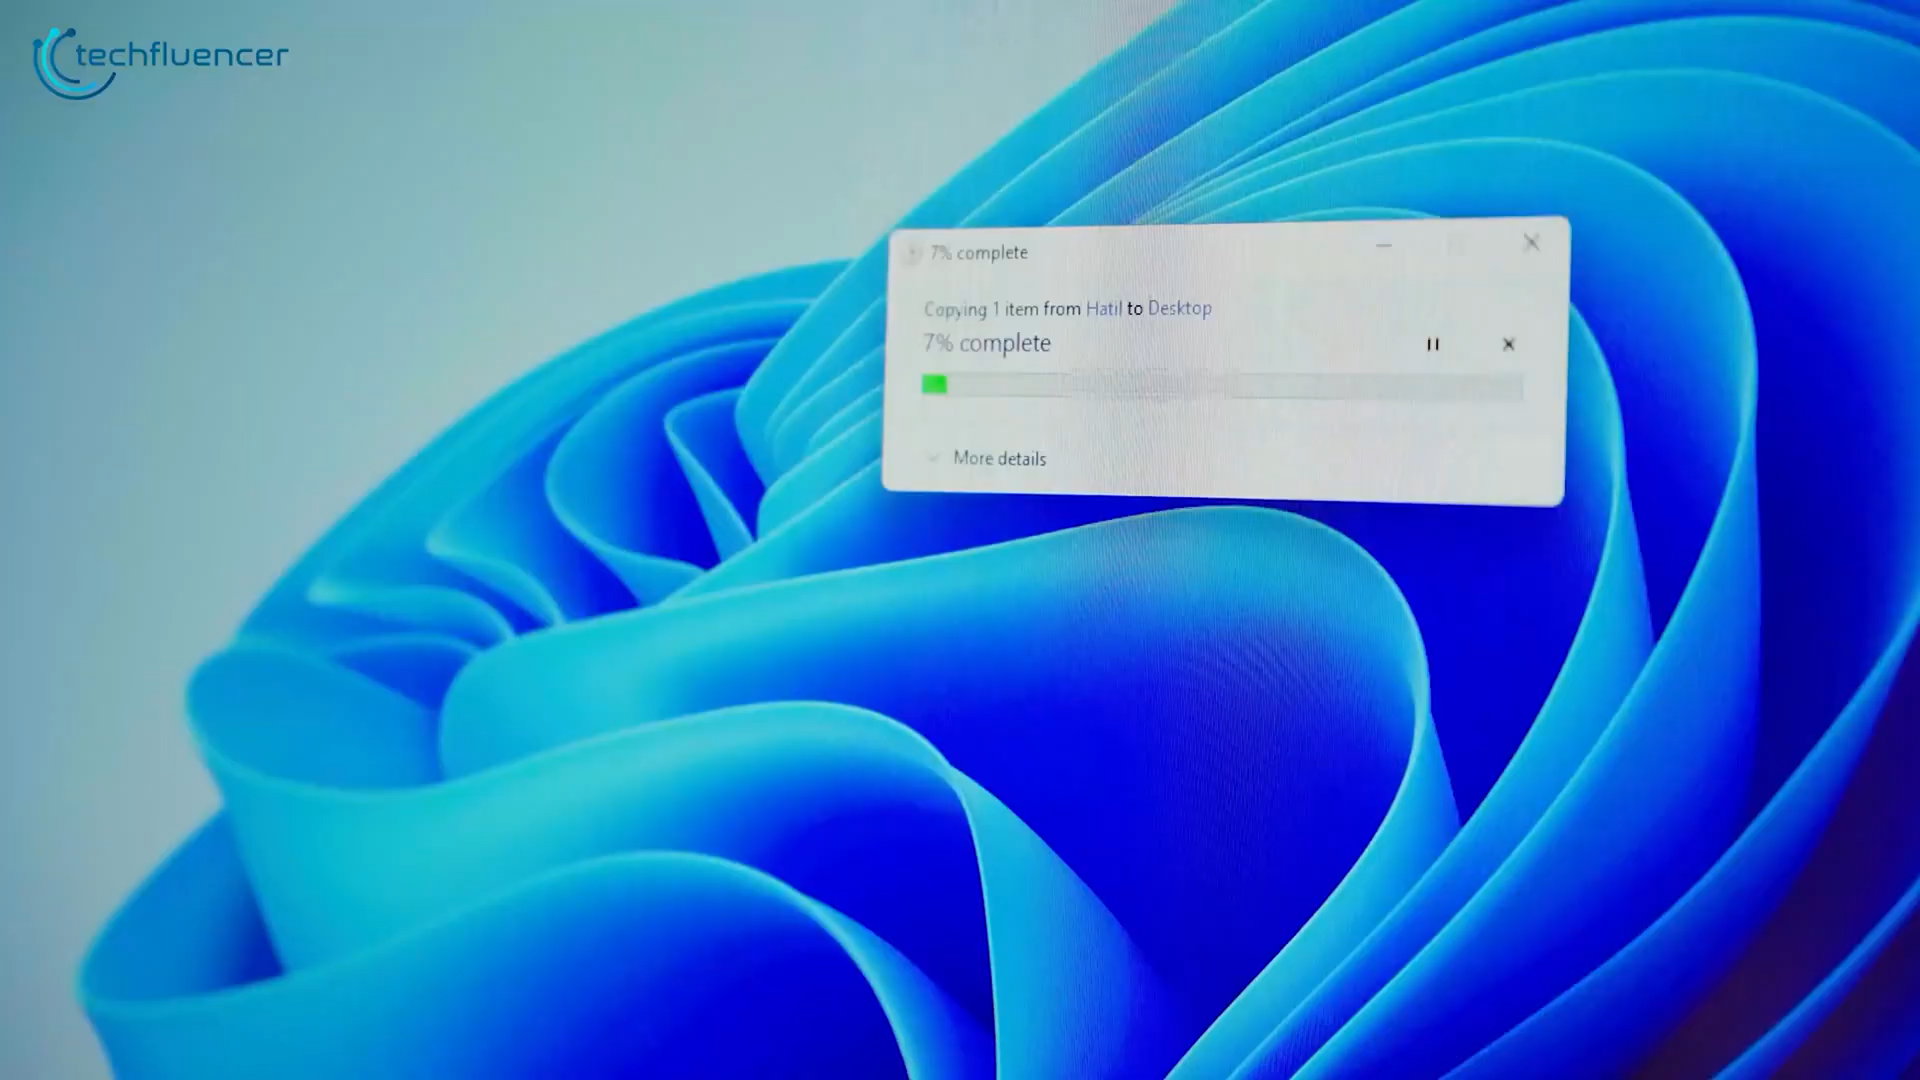 techfluencer
7% complete
Copying 1 item from Hatil to Desktop
7% complete
More details